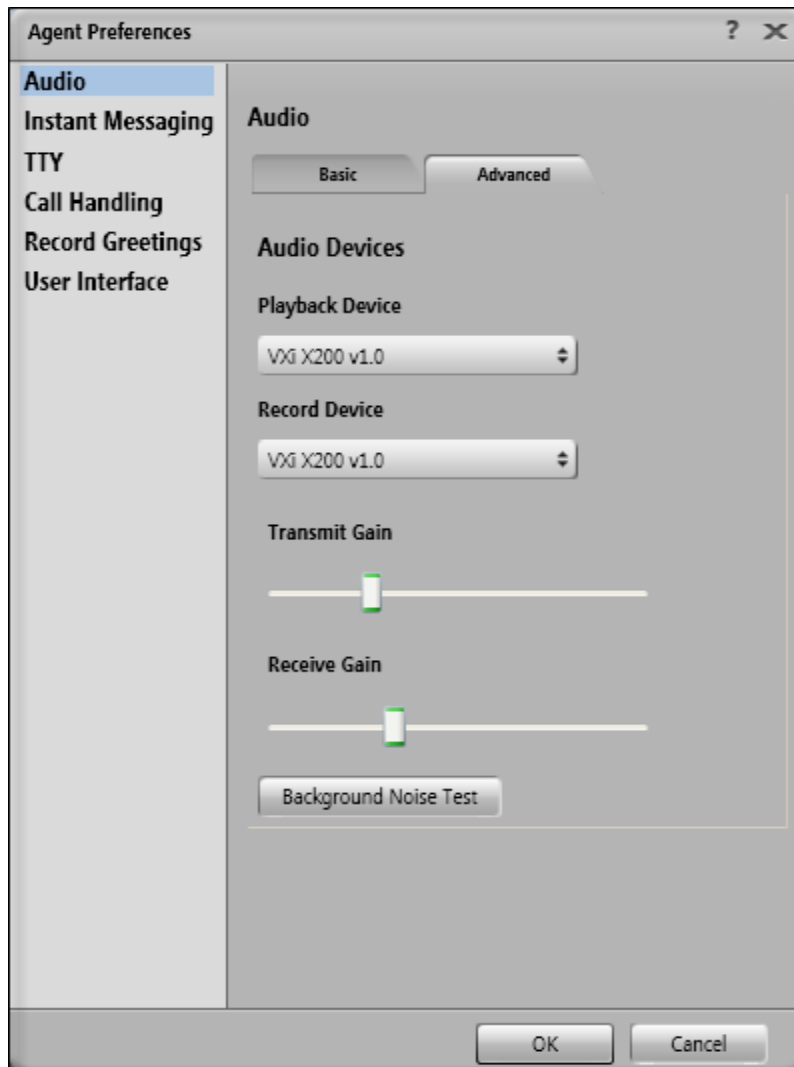 Agent Preferences ?
Audio
Instant Messaging
TTY
Call Handling
Record Greetings
User Interface
Audio
Basic Advanced
Audio Devices
Playback Device
VXi X200 v1.0
Record Device
VXi X200 v1.0
Transmit Gain
Receive Gain
Background Noise Test
OK Cancel